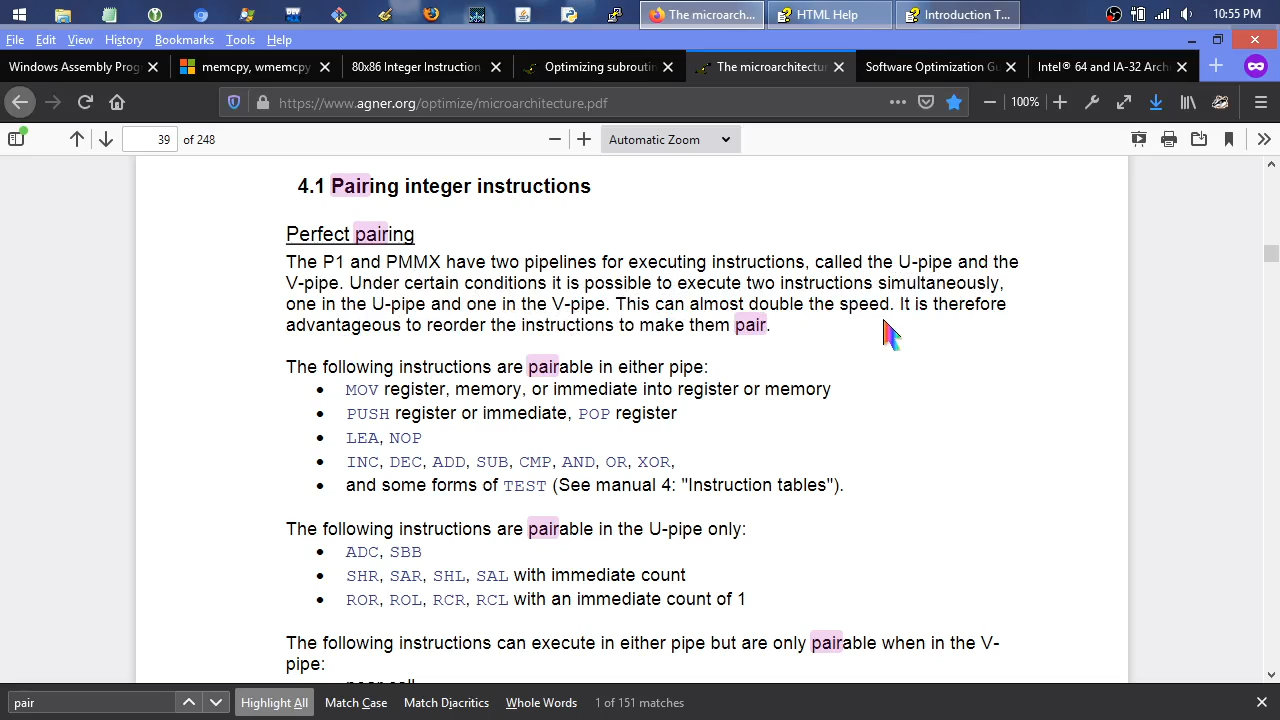 The microarch...
HTML Help
Introduction T...
10:55 PM
File Edit View History Bookmarks Tools Help
Windows Assembly Prog
memcpy, wmemcpy
80x86 Integer Instruction
Optimizing subroutin
The microarchitectur
Software Optimization Gu
Intel® 64 and IA-32 Arch
https://www.agner.org/optimize/microarchitecture.pdf
100%
39 of 248
Automatic Zoom
4.1 Pairing integer instructions
Perfect pairing
The P1 and PMMX have two pipelines for executing instructions, called the U-pipe and the
V-pipe. Under certain conditions it is possible to execute two instructions simultaneously,
one in the U-pipe and one in the V-pipe. This can almost double the speed. It is therefore
advantageous to reorder the instructions to make them pair.
The following instructions are pairable in either pipe:
• MOV register, memory, or immediate into register or memory
• PUSH register or immediate, POP register
• LEA, NOP
• INC, DEC, ADD, SUB, CMP, AND, OR, XOR,
• and some forms of TEST (See manual 4: "Instruction tables").
The following instructions are pairable in the U-pipe only:
• ADC, SBB
• SHR, SAR, SHL, SAL with immediate count
• ROR, ROL, RCR, RCL with an immediate count of 1
The following instructions can execute in either pipe but are only pairable when in the V-
pipe:
near call
pair
Highlight All
Match Case
Match Diacritics
Whole Words
1 of 151 matches